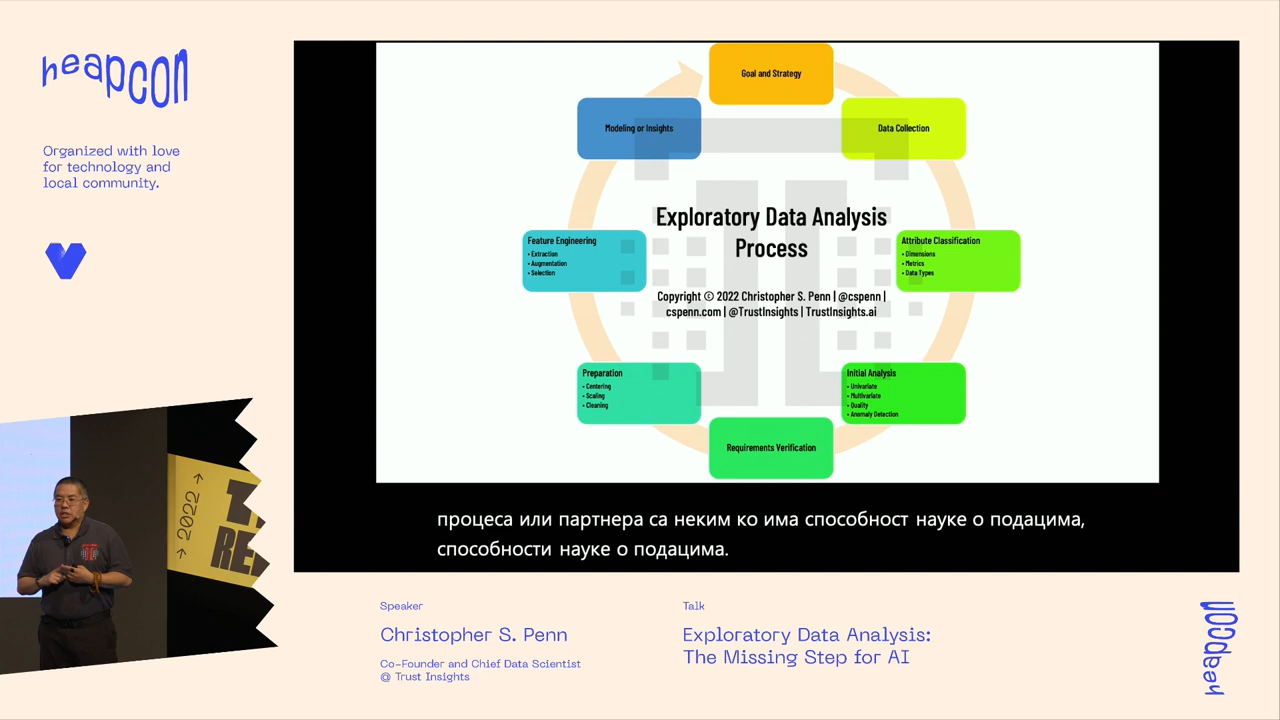 heapcon
Organized with love
for technology and
local community.
Goal and Strategy
Modeling or Insights
Data Collection
Exploratory Data Analysis
Process
Feature Engineering
• Extraction
• Augmentation
• Selection
Attribute Classification
• Dimensions
• Metrics
• Data Types
Copyright © 2022 Christopher S. Penn | @cspenn |
cspenn.com | @TrustInsights | TrustInsights.ai
Preparation
• Centering
• Scaling
• Cleaning
Initial Analysis
• Univariate
• Multivariate
• Quality
• Anomaly Detection
Requirements Verification
процеса или партнера са неким ко има способност науке о подацима,
способности науке о подацима.
← 2022 →
Speaker
Christopher S. Penn
Co-Founder and Chief Data Scientist
@ Trust Insights
Talk
Exploratory Data Analysis:
The Missing Step for AI
heapcon